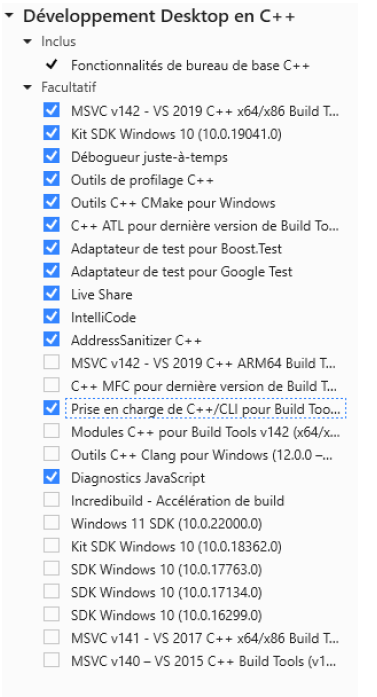 Développement Desktop en C++
Inclus
Fonctionnalités de bureau de base C++
Facultatif
MSVC v142 - VS 2019 C++ x64/x86 Build T...
Kit SDK Windows 10 (10.0.19041.0)
Débogueur juste-à-temps
Outils de profilage C++
Outils C++ CMake pour Windows
C++ ATL pour dernière version de Build To...
Adaptateur de test pour Boost.Test
Adaptateur de test pour Google Test
Live Share
IntelliCode
AddressSanitizer C++
MSVC v142 - VS 2019 C++ ARM64 Build T...
C++ MFC pour dernière version de Build T...
Prise en charge de C++/CLI pour Build Too...
Modules C++ pour Build Tools v142 (x64/x...
Outils C++ Clang pour Windows (12.0.0 –...
Diagnostics JavaScript
Incredibuild - Accélération de build
Windows 11 SDK (10.0.22000.0)
Kit SDK Windows 10 (10.0.18362.0)
SDK Windows 10 (10.0.17763.0)
SDK Windows 10 (10.0.17134.0)
SDK Windows 10 (10.0.16299.0)
MSVC v141 - VS 2017 C++ x64/x86 Build T...
MSVC v140 – VS 2015 C++ Build Tools (v1...